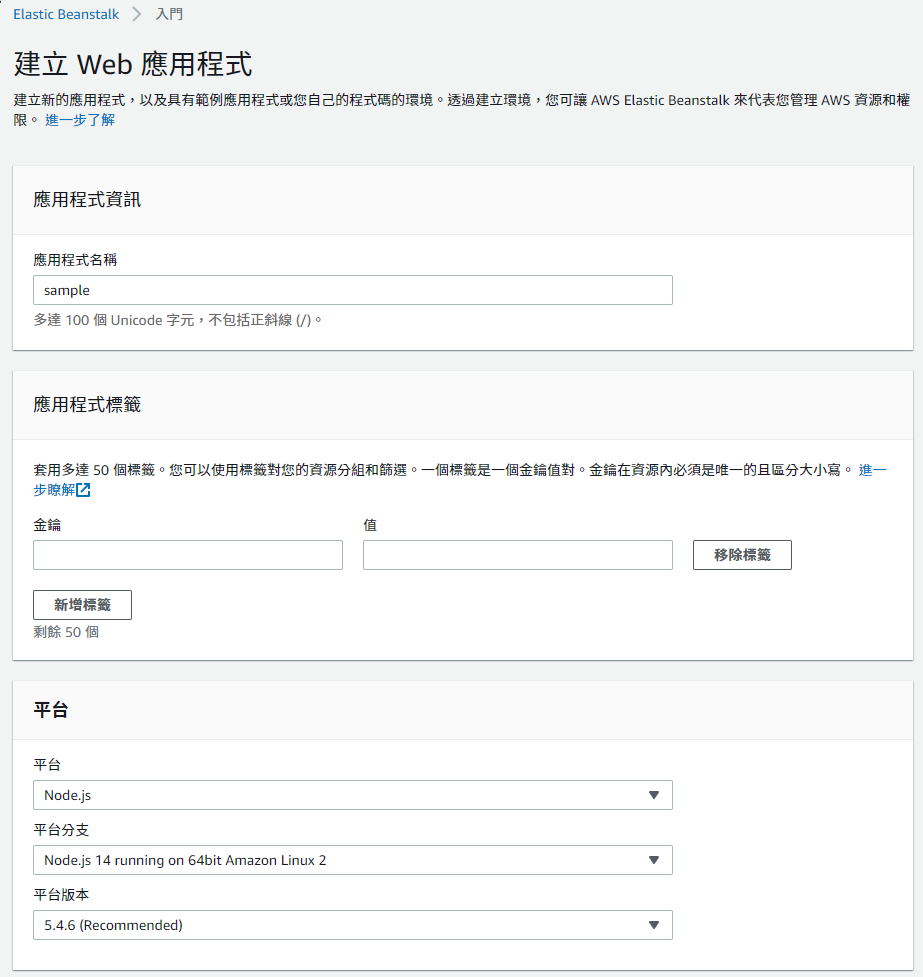 Elastic Beanstalk > 入門
建立 Web 應用程式
建立新的應用程式，以及具有範例應用程式或您自己的程式碼的環境。透過建立環境，您可讓 AWS Elastic Beanstalk 來代表您管理 AWS 資源和權
限。 進一步了解
應用程式資訊
應用程式名稱
sample
多達 100 個 Unicode 字元，不包括正斜線 (/)。
應用程式標籤
套用多達 50 個標籤。您可以使用標籤對您的資源分組和篩選。一個標籤是一個金鑰值對。金鑰在資源內必須是唯一的且區分大小寫。 進一
步瞭解
金鑰 值
移除標籤
新增標籤
剩餘 50 個
平台
平台
Node.js
平台分支
Node.js 14 running on 64bit Amazon Linux 2
平台版本
5.4.6 (Recommended)